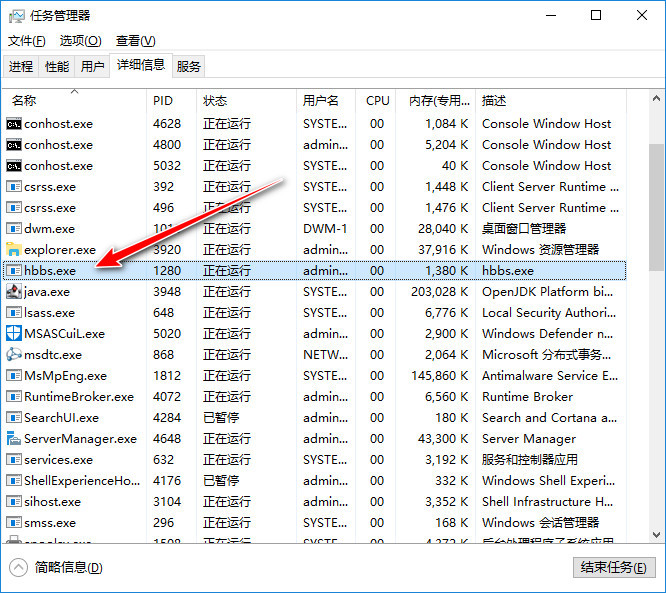 任务管理器
文件(F) 选项(O) 查看(V)
进程 性能 用户 详细信息 服务
名称 PID 状态 用户名 CPU 内存(专用... 描述
conhost.exe 4628 正在运行 SYSTE... 00 1,084 K Console Window Host
conhost.exe 4800 正在运行 admin... 00 5,204 K Console Window Host
conhost.exe 5032 正在运行 SYSTE... 00 40 K Console Window Host
csrss.exe 392 正在运行 SYSTE... 00 1,448 K Client Server Runtime ...
csrss.exe 496 正在运行 SYSTE... 00 1,476 K Client Server Runtime ...
dwm.exe 正在运行 DWM-1 00 28,040 K 桌面窗口管理器
explorer.exe 3920 正在运行 admin... 00 37,916 K Windows 资源管理器
hbbs.exe 1280 正在运行 admin... 00 1,380 K hbbs.exe
java.exe 3948 正在运行 SYSTE... 00 203,028 K OpenJDK Platform bi...
lsass.exe 648 正在运行 SYSTE... 00 6,776 K Local Security Authori...
MSASCuiL.exe 5020 正在运行 admin... 00 2,900 K Windows Defender n...
msdtc.exe 868 正在运行 NETW... 00 2,064 K Microsoft 分布式事务...
MsMpEng.exe 1812 正在运行 SYSTE... 00 145,860 K Antimalware Service E...
RuntimeBroker.exe 4072 正在运行 admin... 00 6,560 K Runtime Broker
SearchUI.exe 4284 已暂停 admin... 00 180 K Search and Cortana a...
ServerManager.exe 4648 正在运行 admin... 00 43,300 K Server Manager
services.exe 632 正在运行 SYSTE... 00 3,192 K 服务和控制器应用
ShellExperienceHo... 4176 已暂停 admin... 00 332 K Windows Shell Experi...
sihost.exe 3104 正在运行 admin... 00 3,352 K Shell Infrastructure H...
smss.exe 296 正在运行 SYSTE... 00 168 K Windows 会话管理器
正在运行 SYSTE... 00 后台处理程序子系统应用
简略信息(D) 结束任务(E)